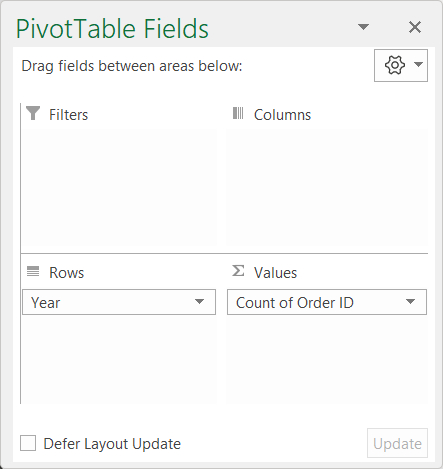 PivotTable Fields
Drag fields between areas below:
Filters
Columns
Rows
Values
Year
Count of Order ID
Defer Layout Update
Update